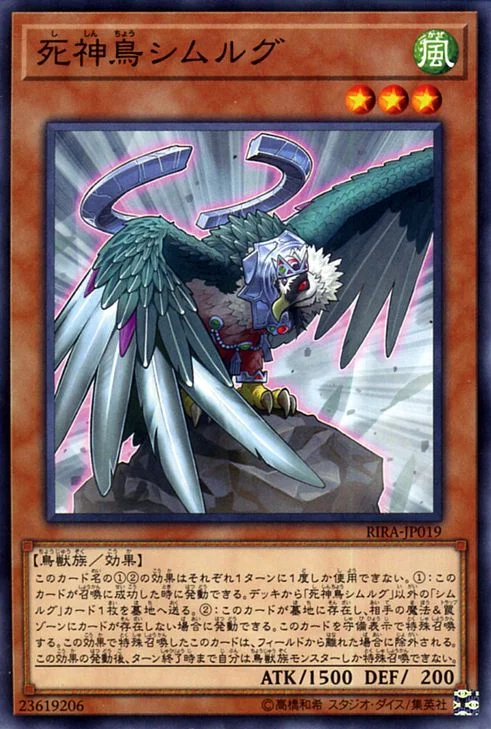 死神鳥シムルグ
風
RIRA-JP019
【鳥獣族/効果】
このカード名の①②の効果はそれぞれ1ターンに1度しか使用できない。①:こ
のカードが召喚に成功した時に発動できる。デッキから「死神鳥シムルグ」以外の「シム
ルグ」カード1枚を墓地へ送る。②:このカードが墓地に存在し、相手の魔法&罠
ゾーンにカードが存在しない場合に発動できる。このカードを守備表示で特殊召喚
する。この効果で特殊召喚したこのカードは、フィールドから離れた場合に除外される。
この効果の発動後、ターン終了時まで自分は鳥獣族モンスターしか特殊召喚できない。
ATK/1500 DEF/ 200
23619206
©高橋和希 スタジオ・ダイス/集英社